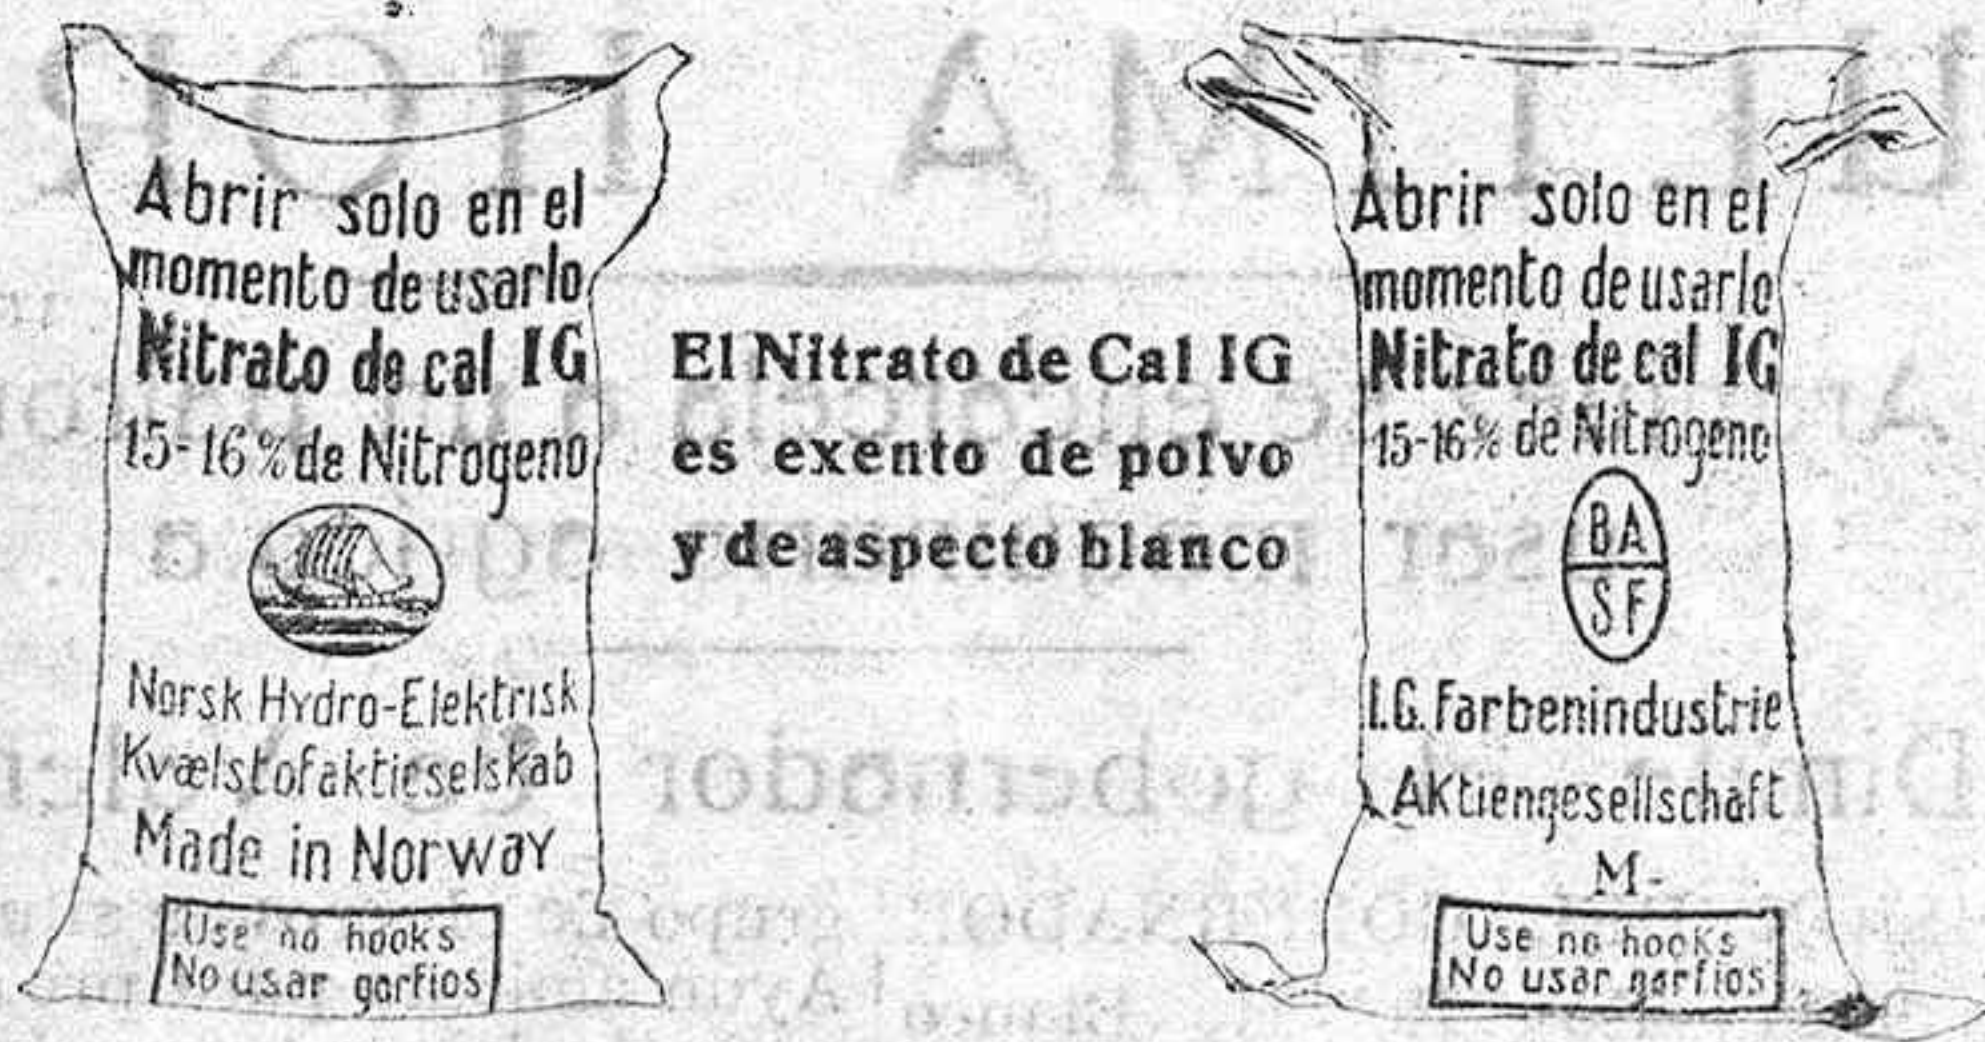 Abrir solo en el
momento de usarlo
Nitrato de cal IG
15-16% de Nitrogeno
Norsk Hydro-Elektrisk
Kvælstofaktieselskab
Made in Norway
Use no hooks
No usar garfios
El Nitrato de Cal IG
es exento de polvo
y de aspecto blanco
Abrir solo en el
momento de usarlo
Nitrato de cal IG
15-16% de Nitrogeno
BA
SF
I.G. Farbenindustrie
Aktiengesellschaft
M-
Use no hooks
No usar garfios